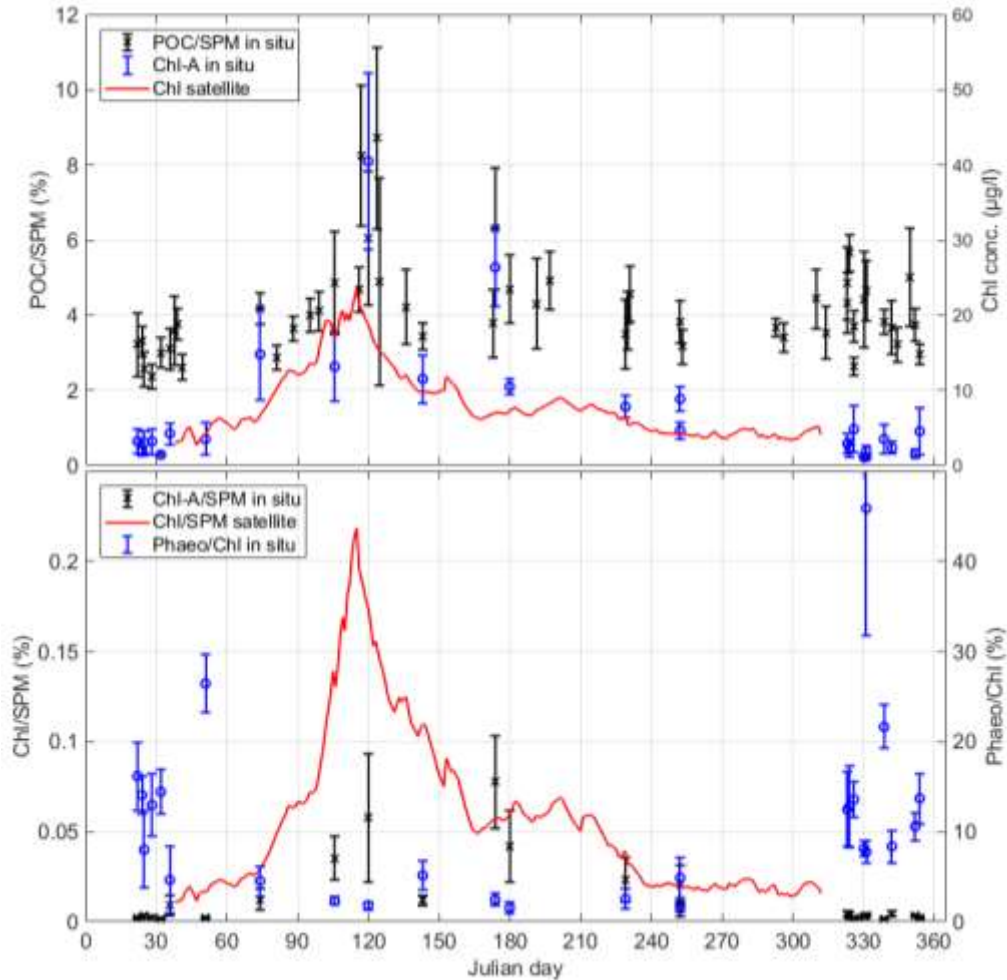 12
10
8
6
4
2
0
POC/SPM (%)
POC/SPM in situ
Chl-A in situ
Chl satellite
60
50
40
30
20
10
0
Chl conc. (µg/l)
0.2
0.15
0.1
0.05
0
Chl/SPM (%)
Chl-A/SPM in situ
Chl/SPM satellite
Phaeo/Chl in situ
40
30
20
10
0
Phaeo/Chl (%)
0 30 60 90 120 150 180 210 240 270 300 330 360
Julian day